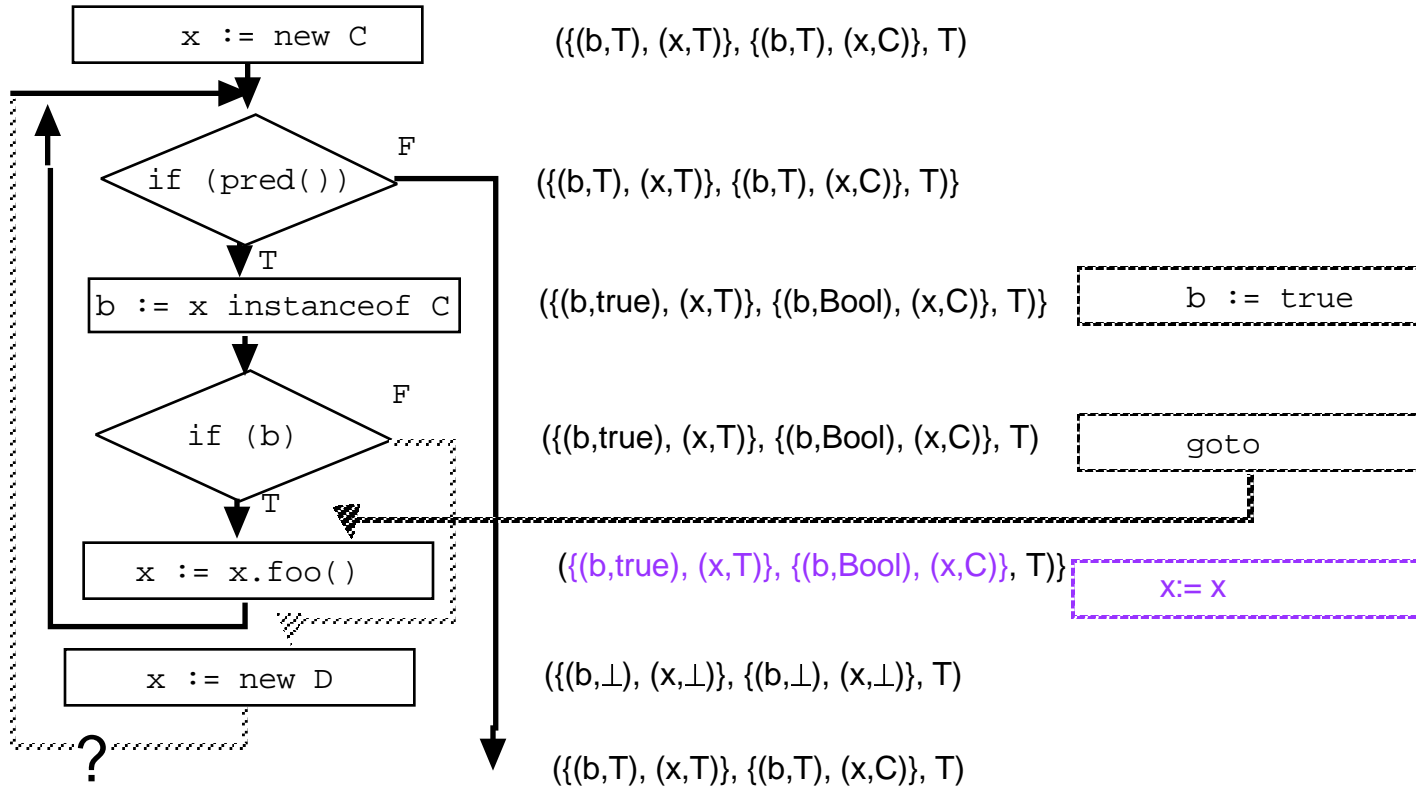 x := new C
({(b,T), (x,T)}, {(b,T), (x,C)}, T)
F
if (pred())
({(b,T), (x,T)}, {(b,T), (x,C)}, T)}
T
b := x instanceof C
({(b,true), (x,T)}, {(b,Bool), (x,C)}, T)}
b := true
F
if (b)
({(b,true), (x,T)}, {(b,Bool), (x,C)}, T)
goto
T
x := x.foo()
({(b,true), (x,T)}, {(b,Bool), (x,C)}, T)}
x:= x
x := new D
({(b,⊥), (x,⊥)}, {(b,⊥), (x,⊥)}, T)
?
({(b,T), (x,T)}, {(b,T), (x,C)}, T)